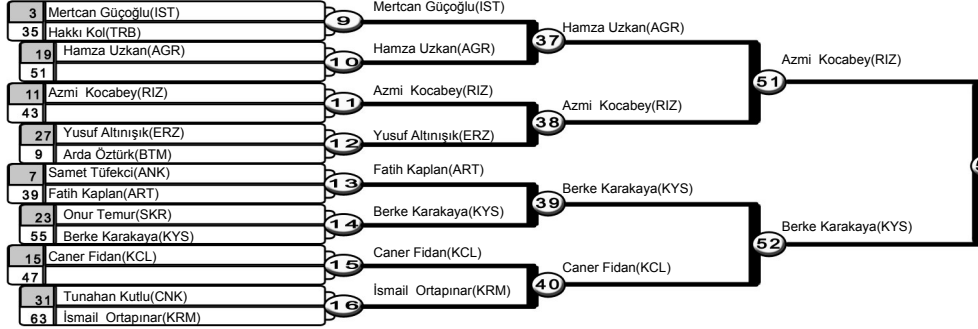 3 Mertcan Güçoğlu(IST)
35 Hakkı Kol(TRB)
9
Mertcan Güçoğlu(IST)
19 Hamza Uzkan(AGR)
51
10
Hamza Uzkan(AGR)
37
Hamza Uzkan(AGR)
11 Azmi Kocabey(RIZ)
43
11
Azmi Kocabey(RIZ)
27 Yusuf Altınışık(ERZ)
9 Arda Öztürk(BTM)
12
Yusuf Altınışık(ERZ)
38
Azmi Kocabey(RIZ)
51
Azmi Kocabey(RIZ)
7 Samet Tüfekci(ANK)
39 Fatih Kaplan(ART)
13
Fatih Kaplan(ART)
23 Onur Temur(SKR)
55 Berke Karakaya(KYS)
14
Berke Karakaya(KYS)
39
Berke Karakaya(KYS)
15 Caner Fidan(KCL)
47
15
Caner Fidan(KCL)
31 Tunahan Kutlu(CNK)
63 İsmail Ortapınar(KRM)
16
İsmail Ortapınar(KRM)
40
Caner Fidan(KCL)
52
Berke Karakaya(KYS)